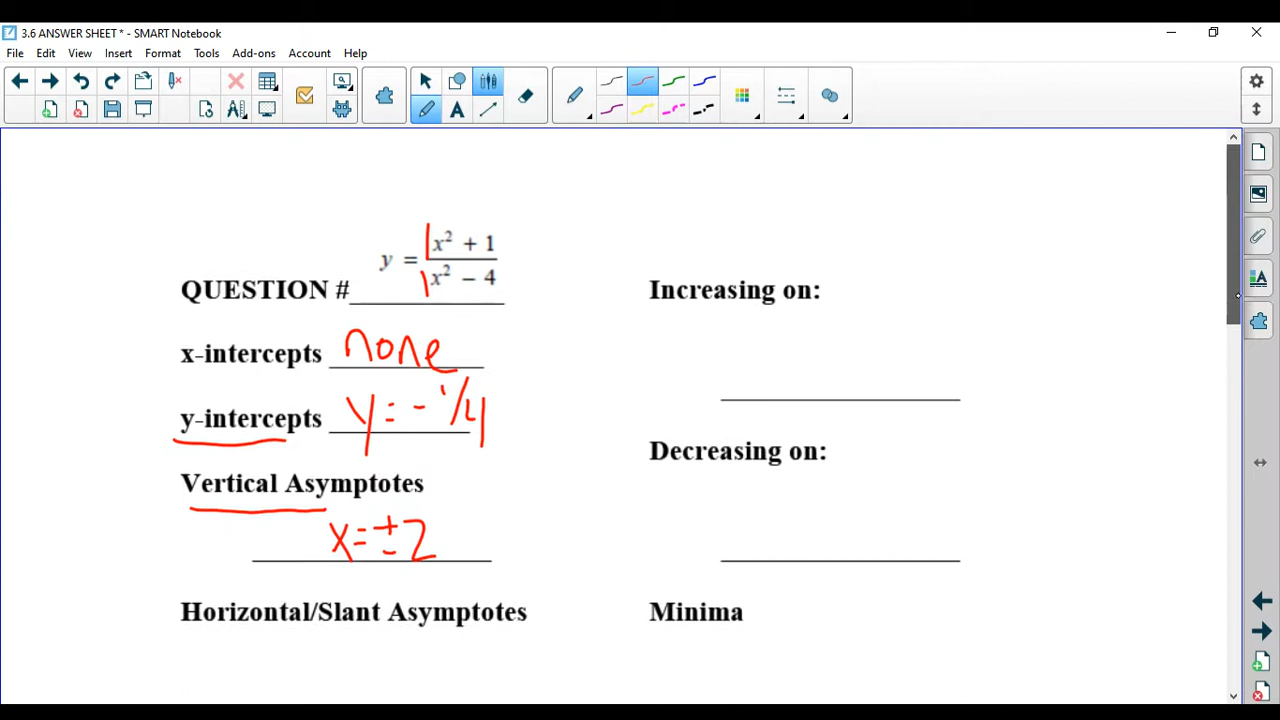 3.6 ANSWER SHEET * - SMART Notebook
File Edit View Insert Format Tools Add-ons Account Help
y = x² + 1 / x² − 4
QUESTION #
x-intercepts none
y-intercepts y = - 1/4
Vertical Asymptotes
x = ± 2
Horizontal/Slant Asymptotes
Increasing on:
Decreasing on:
Minima